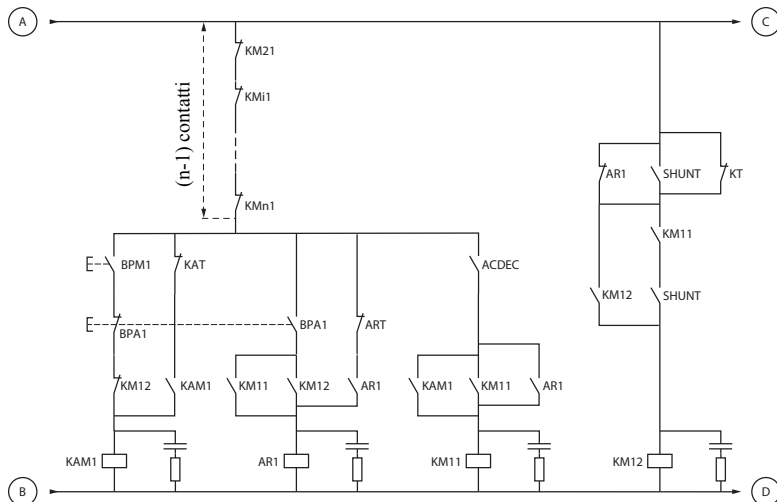 A
C
KM21
KMi1
(n-1) contatti
KMn1
AR1
SHUNT
KT
KM11
BPM1
KAT
ACDEC
KM12
SHUNT
BPA1
BPA1
ART
KM12
KAM1
KM11
KM12
AR1
KAM1
KM11
AR1
KAM1
AR1
KM11
KM12
B
D